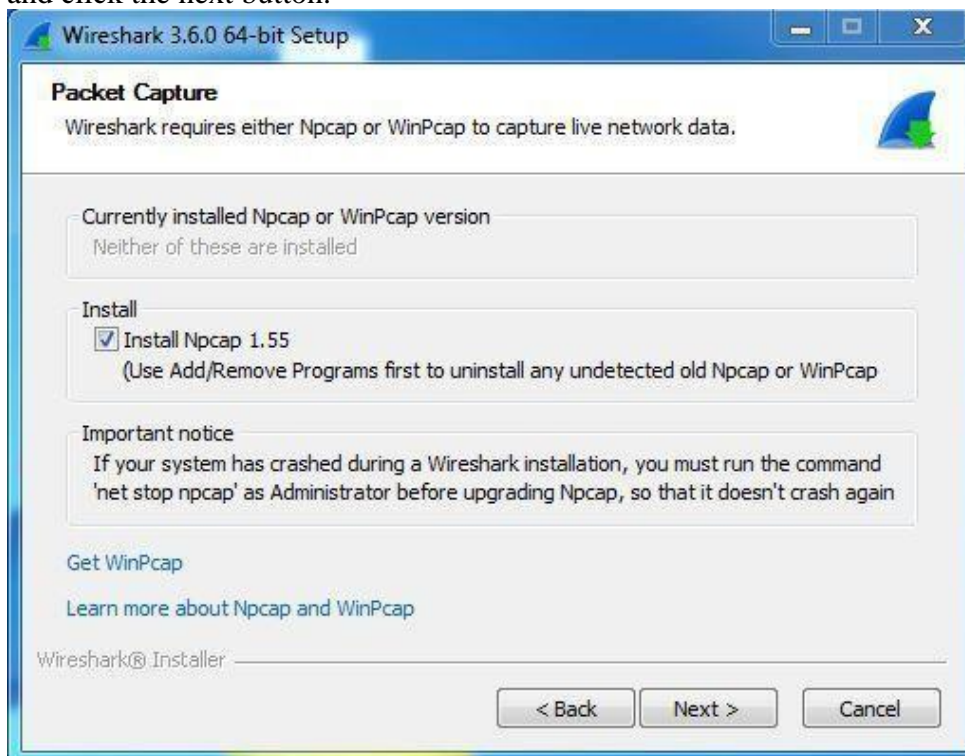 and click the next button.
Wireshark 3.6.0 64-bit Setup
Packet Capture
Wireshark requires either Npcap or WinPcap to capture live network data.
Currently installed Npcap or WinPcap version
Neither of these are installed
Install
Install Npcap 1.55
(Use Add/Remove Programs first to uninstall any undetected old Npcap or WinPcap
Important notice
If your system has crashed during a Wireshark installation, you must run the command
'net stop npcap' as Administrator before upgrading Npcap, so that it doesn't crash again
Get WinPcap
Learn more about Npcap and WinPcap
Wireshark® Installer
< Back Next > Cancel